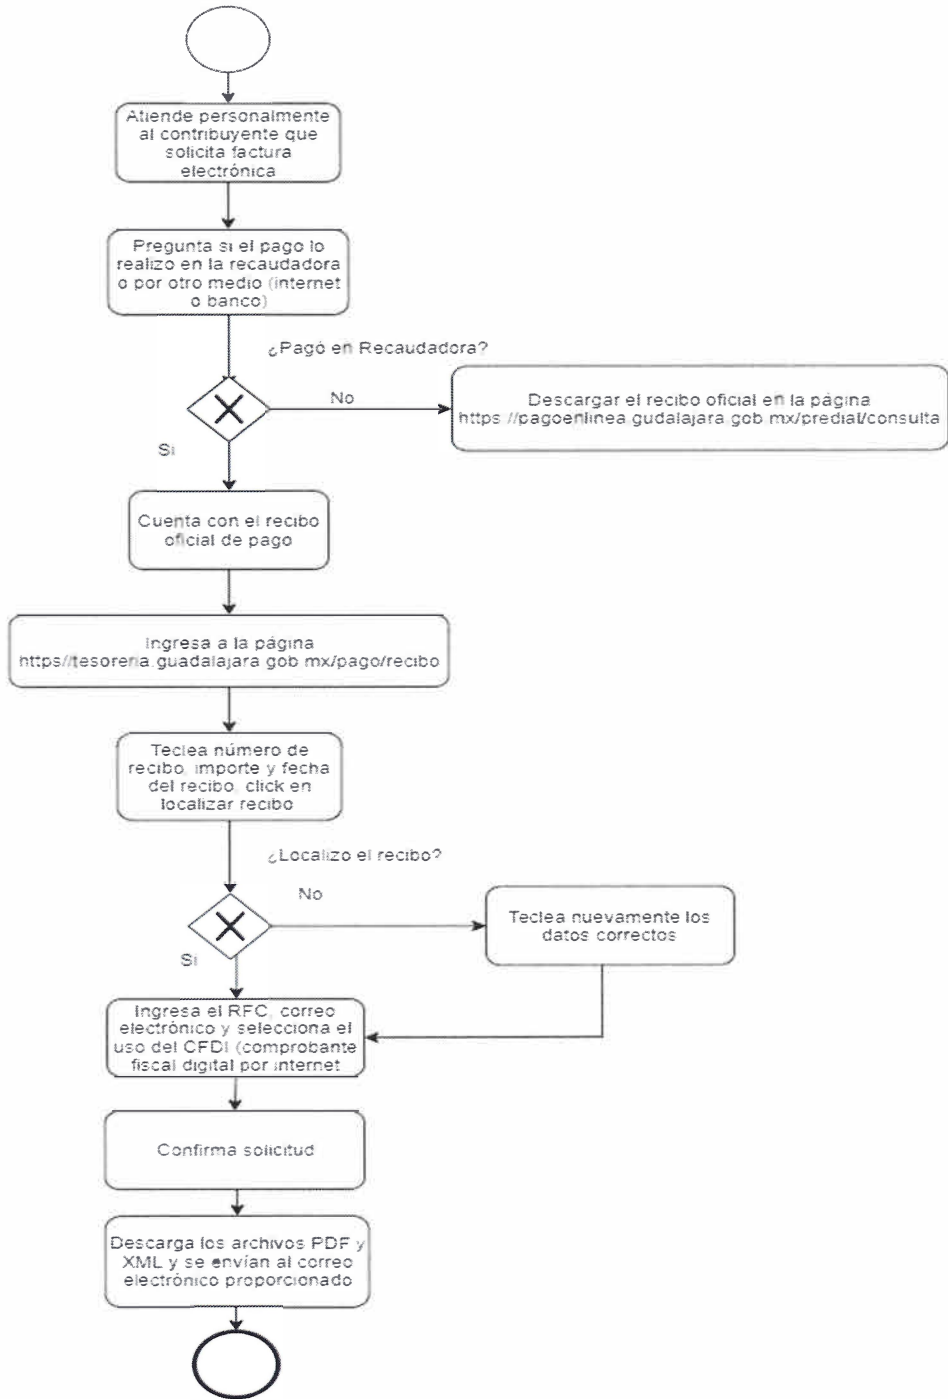 Atiende personalmente
al contribuyente que
solicita factura
electrónica
Pregunta si el pago lo
realizo en la recaudadora
o por otro medio (internet
o banco)
¿Pagó en Recaudadora?
No
Descargar el recibo oficial en la página
https://pagoenlinea.gudalajara.gob.mx/predial/consulta
Si
Cuenta con el recibo
oficial de pago
Ingresa a la página
https//tesoreria.guadalajara.gob.mx/pago/recibo
Teclea número de
recibo, importe y fecha
del recibo, click en
localizar recibo
¿Localizo el recibo?
No
Teclea nuevamente los
datos correctos
Si
Ingresa el RFC, correo
electrónico y selecciona el
uso del CFDI (comprobante
fiscal digital por internet
Confirma solicitud
Descarga los archivos PDF y
XML y se envían al correo
electrónico proporcionado